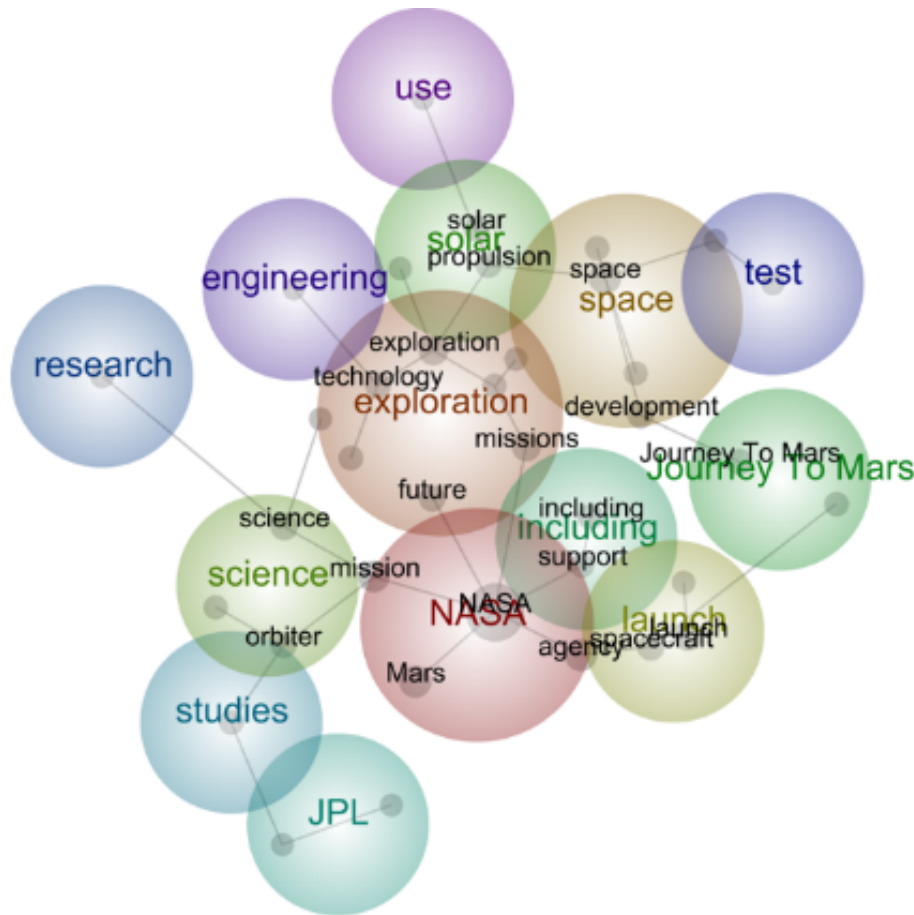 use
solar
solar
propulsion
engineering
space
space
test
research
exploration
technology
exploration
development
missions
Journey To Mars
Journey To Mars
future
including
including
science
science
support
mission
NASA
NASA
launch
launch
spacecraft
orbiter
agency
Mars
studies
JPL